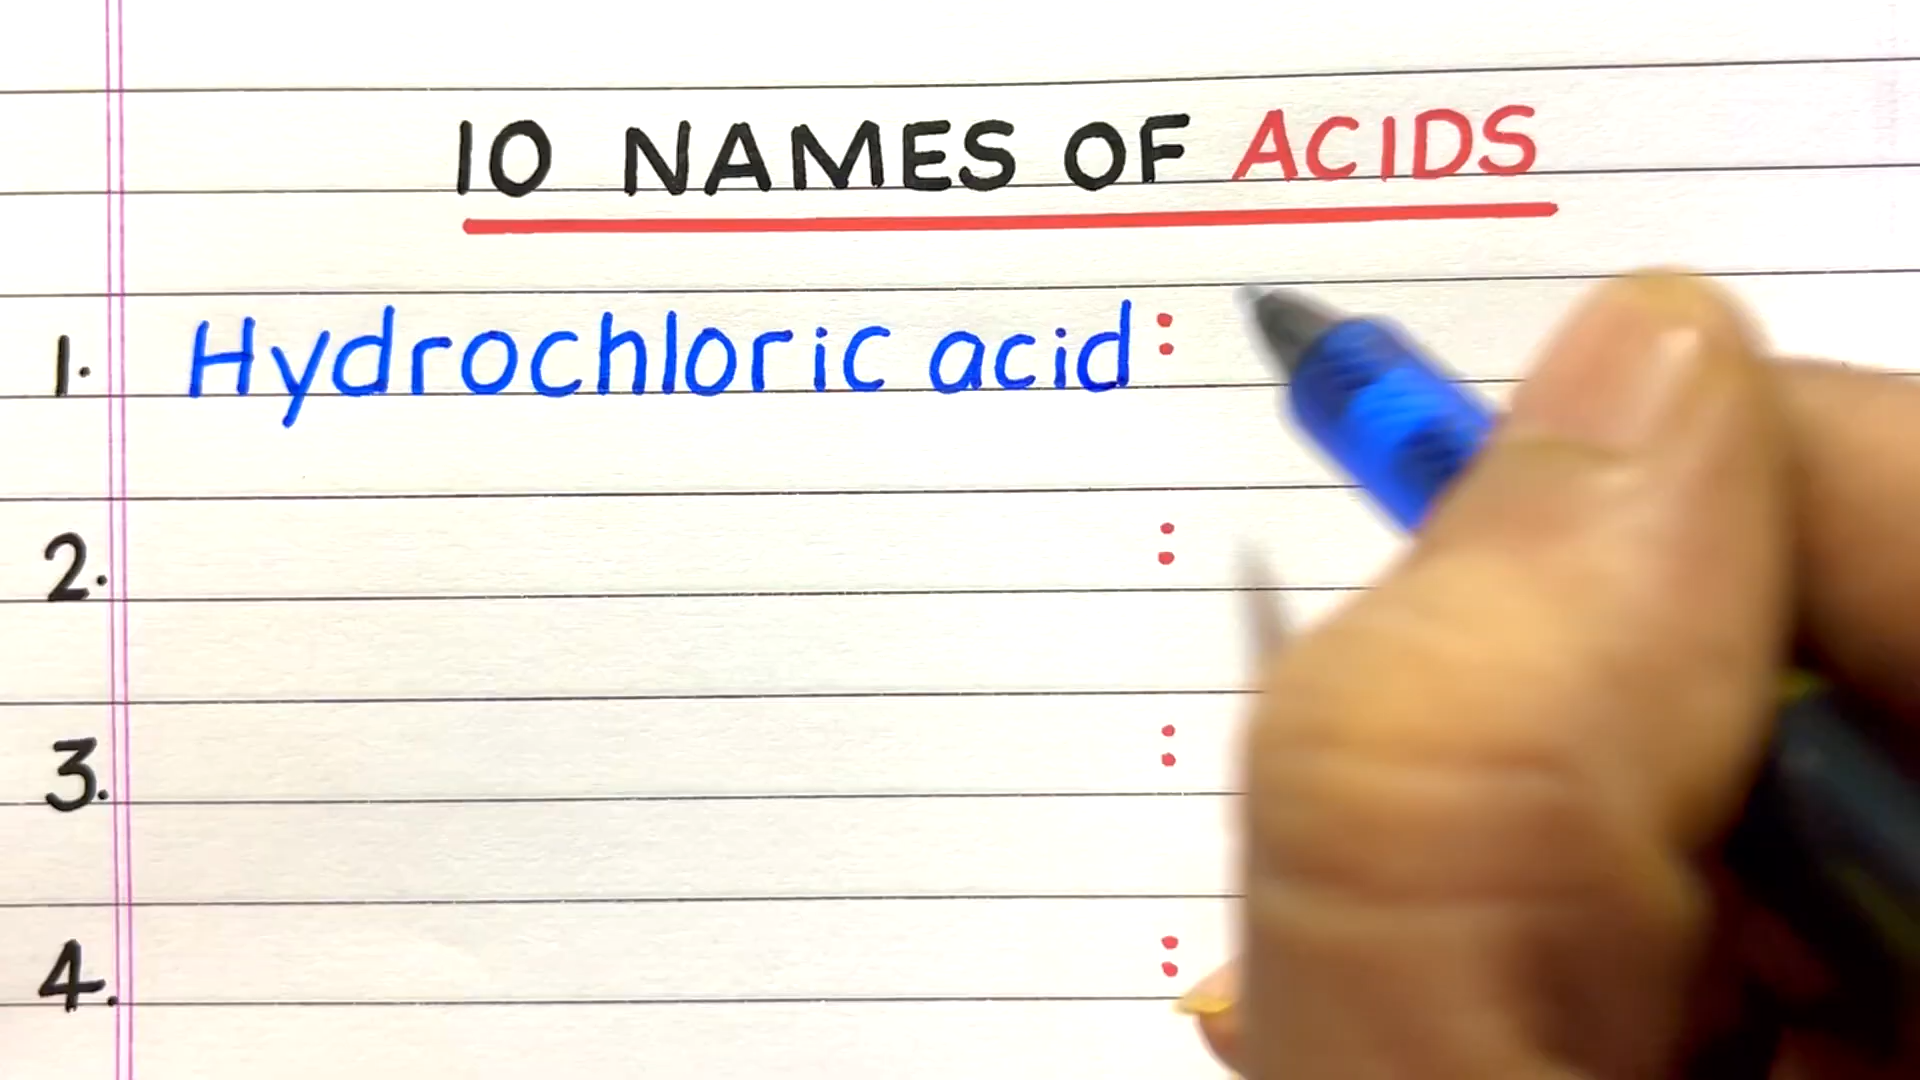 10 NAMES OF ACIDS
1. Hydrochloric acid :
2. :
3. :
4. :